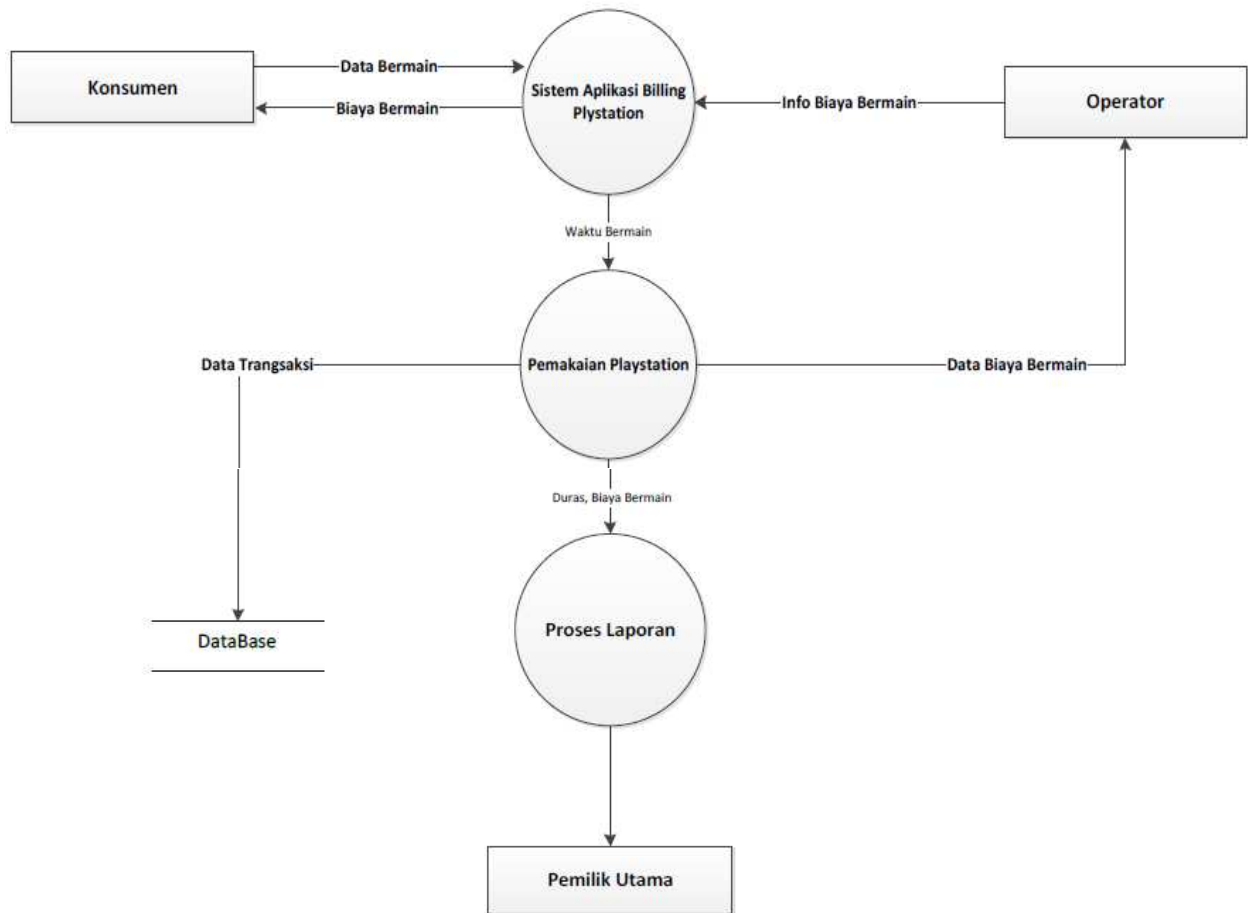 Konsumen
Data Bermain
Biaya Bermain
Sistem Aplikasi Billing
Plystation
Info Biaya Bermain
Operator
Waktu Bermain
Data Trangsaksi
Pemakaian Playstation
Data Biaya Bermain
Duras, Biaya Bermain
Proses Laporan
DataBase
Pemilik Utama